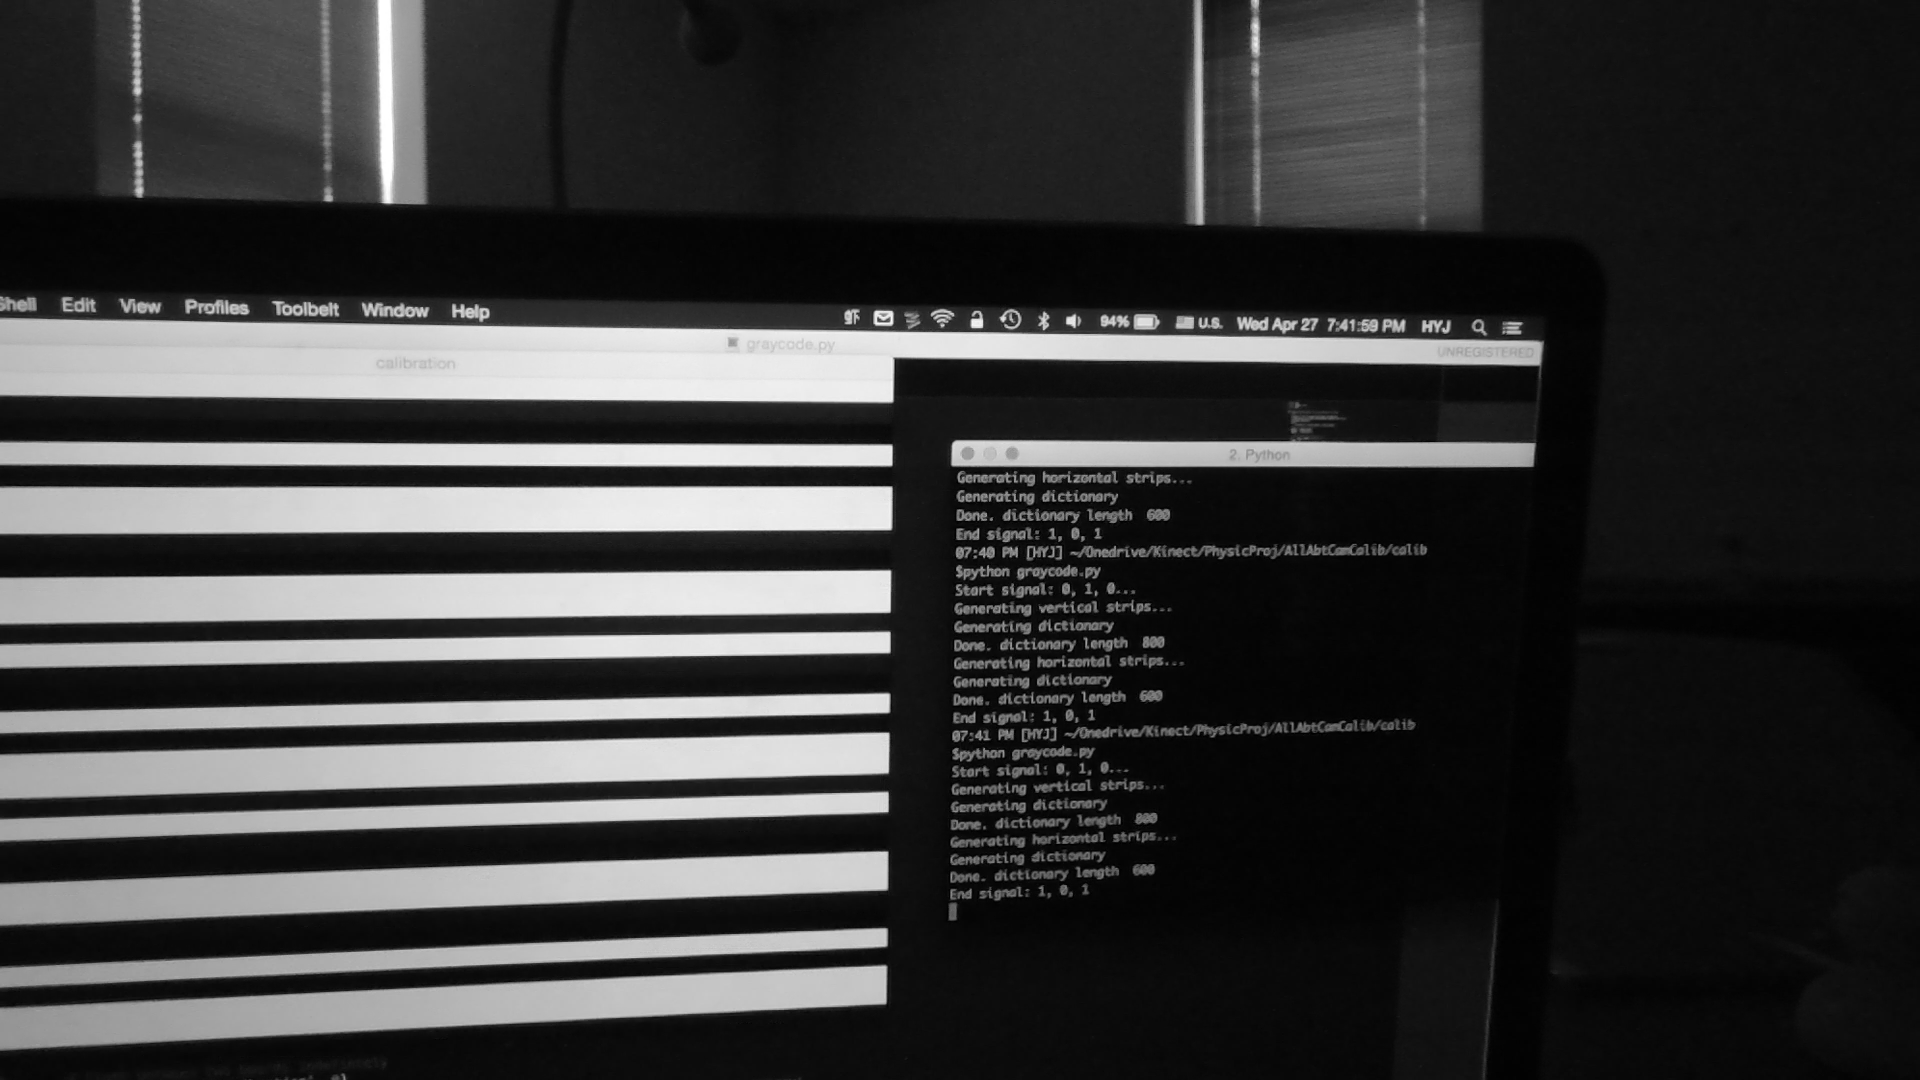 Shell Edit View Profiles Toolbelt Window Help 94% U.S. Wed Apr 27 7:41:59 PM HYJ
graycode.py
UNREGISTERED
calibration
2. Python
Generating horizontal strips...
Generating dictionary
Done. dictionary length 600
End signal: 1, 0, 1
07:40 PM [HYJ] ~/Onedrive/Kinect/PhysicProj/AllAbtCamCalib/calib
$python graycode.py
Start signal: 0, 1, 0...
Generating vertical strips...
Generating dictionary
Done. dictionary length 800
Generating horizontal strips...
Generating dictionary
Done. dictionary length 600
End signal: 1, 0, 1
07:41 PM [HYJ] ~/Onedrive/Kinect/PhysicProj/AllAbtCamCalib/calib
$python graycode.py
Start signal: 0, 1, 0...
Generating vertical strips...
Generating dictionary
Done. dictionary length 800
Generating horizontal strips...
Generating dictionary
Done. dictionary length 600
End signal: 1, 0, 1